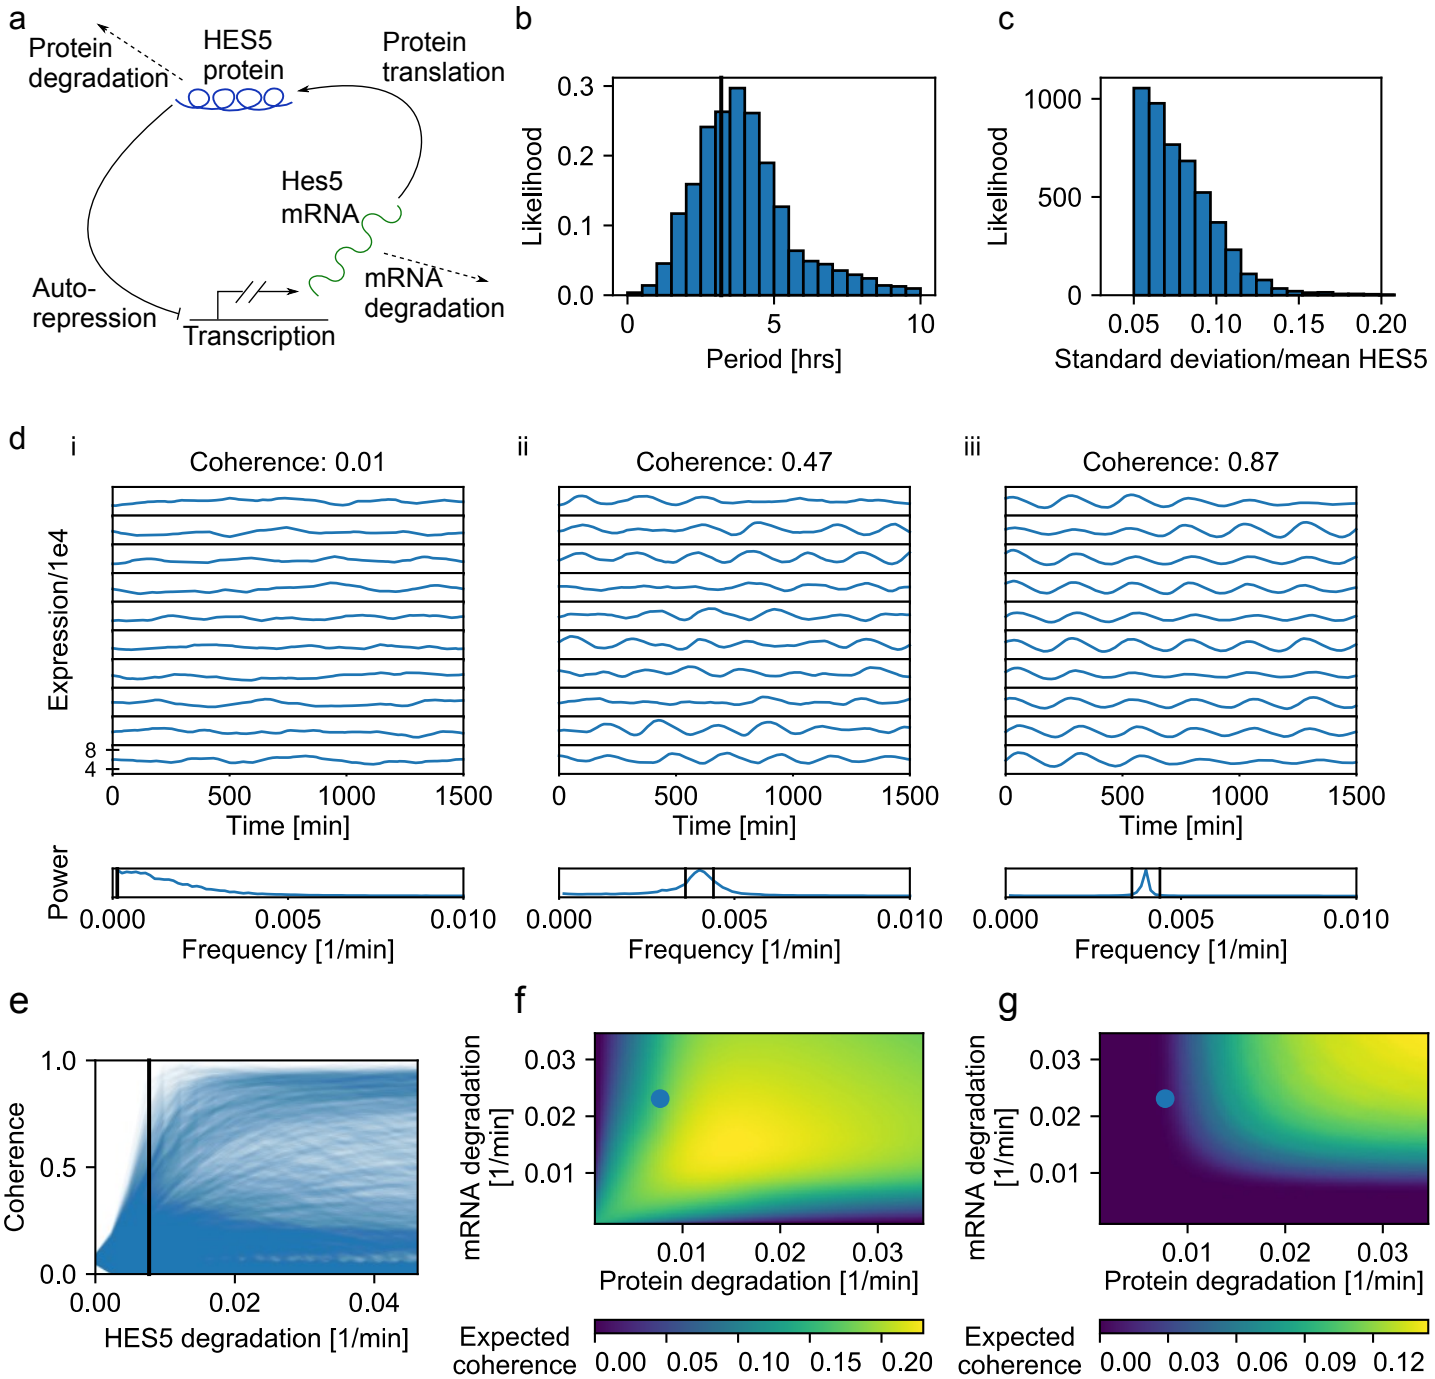 a
Protein
degradation
HES5
protein
Protein
translation
Hes5
mRNA
mRNA
degradation
Auto-
repression
Transcription
b
Likelihood
0.3
0.2
0.1
0.0
0
5
10
Period [hrs]
c
Likelihood
1000
500
0
0.05
0.10
0.15
0.20
Standard deviation/mean HES5
d
i
Coherence: 0.01
Expression/1e4
8
4
0
500
1000
1500
Time [min]
Power
0.000
0.005
0.010
Frequency [1/min]
ii
Coherence: 0.47
0
500
1000
1500
Time [min]
0.000
0.005
0.010
Frequency [1/min]
iii
Coherence: 0.87
0
500
1000
1500
Time [min]
0.000
0.005
0.010
Frequency [1/min]
e
Coherence
1.0
0.5
0.0
0.00
0.02
0.04
HES5 degradation [1/min]
f
mRNA degradation
[1/min]
0.03
0.02
0.01
0.01
0.02
0.03
Protein degradation [1/min]
Expected
coherence
0.00
0.05
0.10
0.15
0.20
g
mRNA degradation
[1/min]
0.03
0.02
0.01
0.01
0.02
0.03
Protein degradation [1/min]
Expected
coherence
0.00
0.03
0.06
0.09
0.12